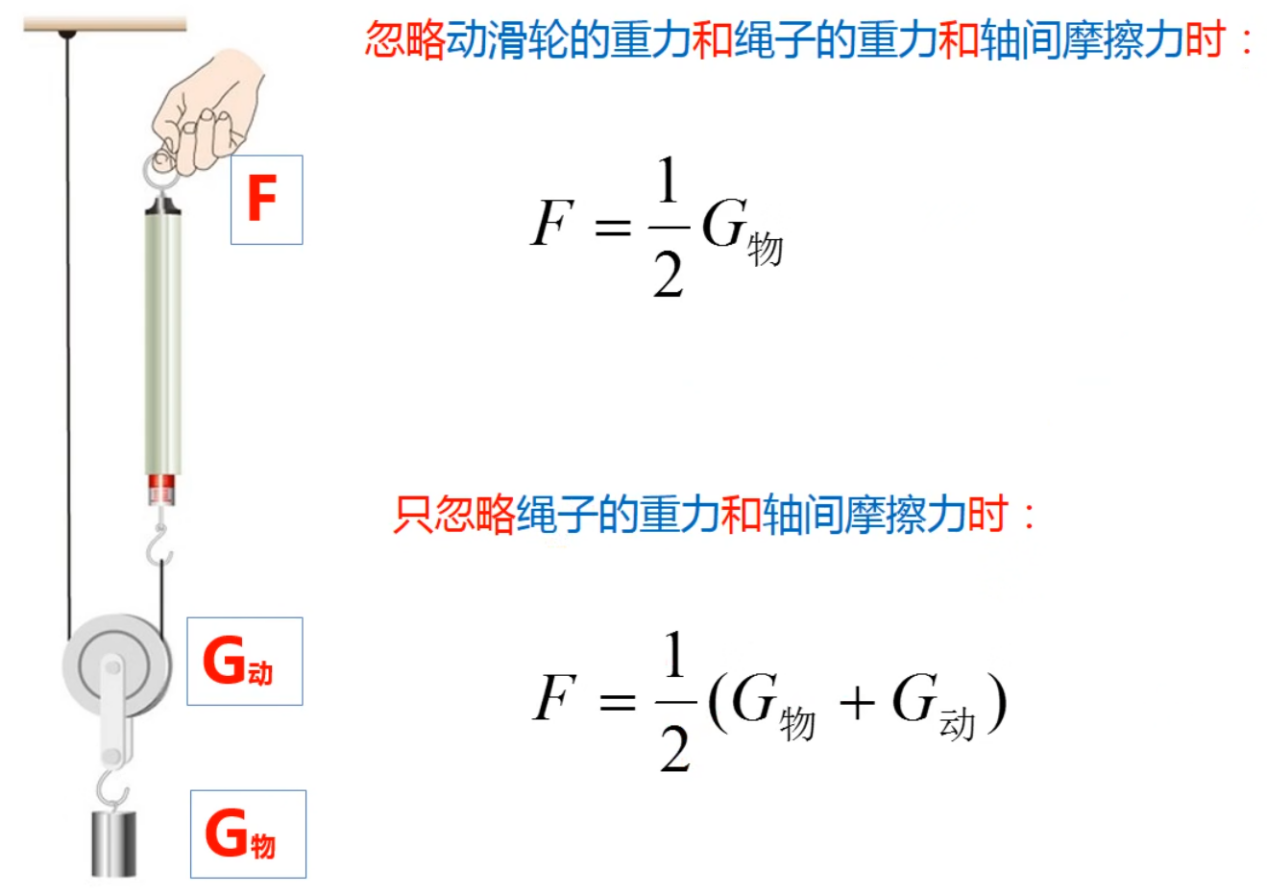 忽略动滑轮的重力和绳子的重力和轴间摩擦力时：
F
F = 1/2 G物
只忽略绳子的重力和轴间摩擦力时：
G动
F = 1/2 (G物 + G动)
G物